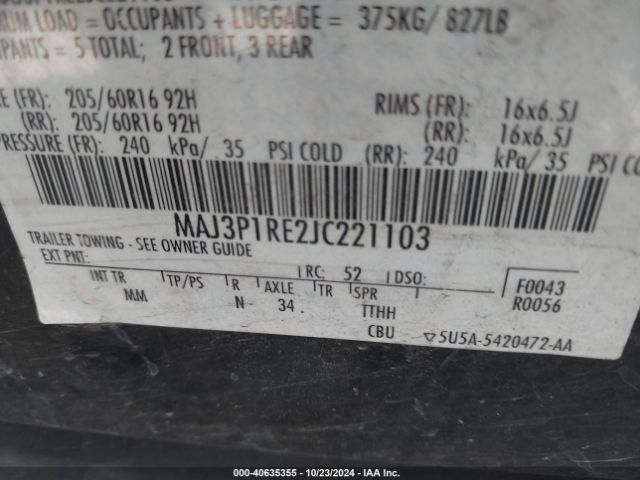 MUM LOAD = OCCUPANTS + LUGGAGE = 375KG/ 827LB
PANTS = 5 TOTAL; 2 FRONT, 3 REAR
E (FR): 205/60R16 92H RIMS (FR): 16x6.5J
(RR): 205/60R16 92H (RR): 16x6.5J
PRESSURE (FR): 240 kPa/ 35 PSI COLD (RR): 240 kPa/ 35 PSI CO
MAJ3P1RE2JC221103
TRAILER TOWING - SEE OWNER GUIDE
EXT PNT: RC: 52 DSO: F0043
INT TR TP/PS R AXLE TR SPR R0056
MM N 34 . TTHH
CBU ▽5U5A-5420472-AA
000-40635355 | 10/23/2024 | IAA Inc.